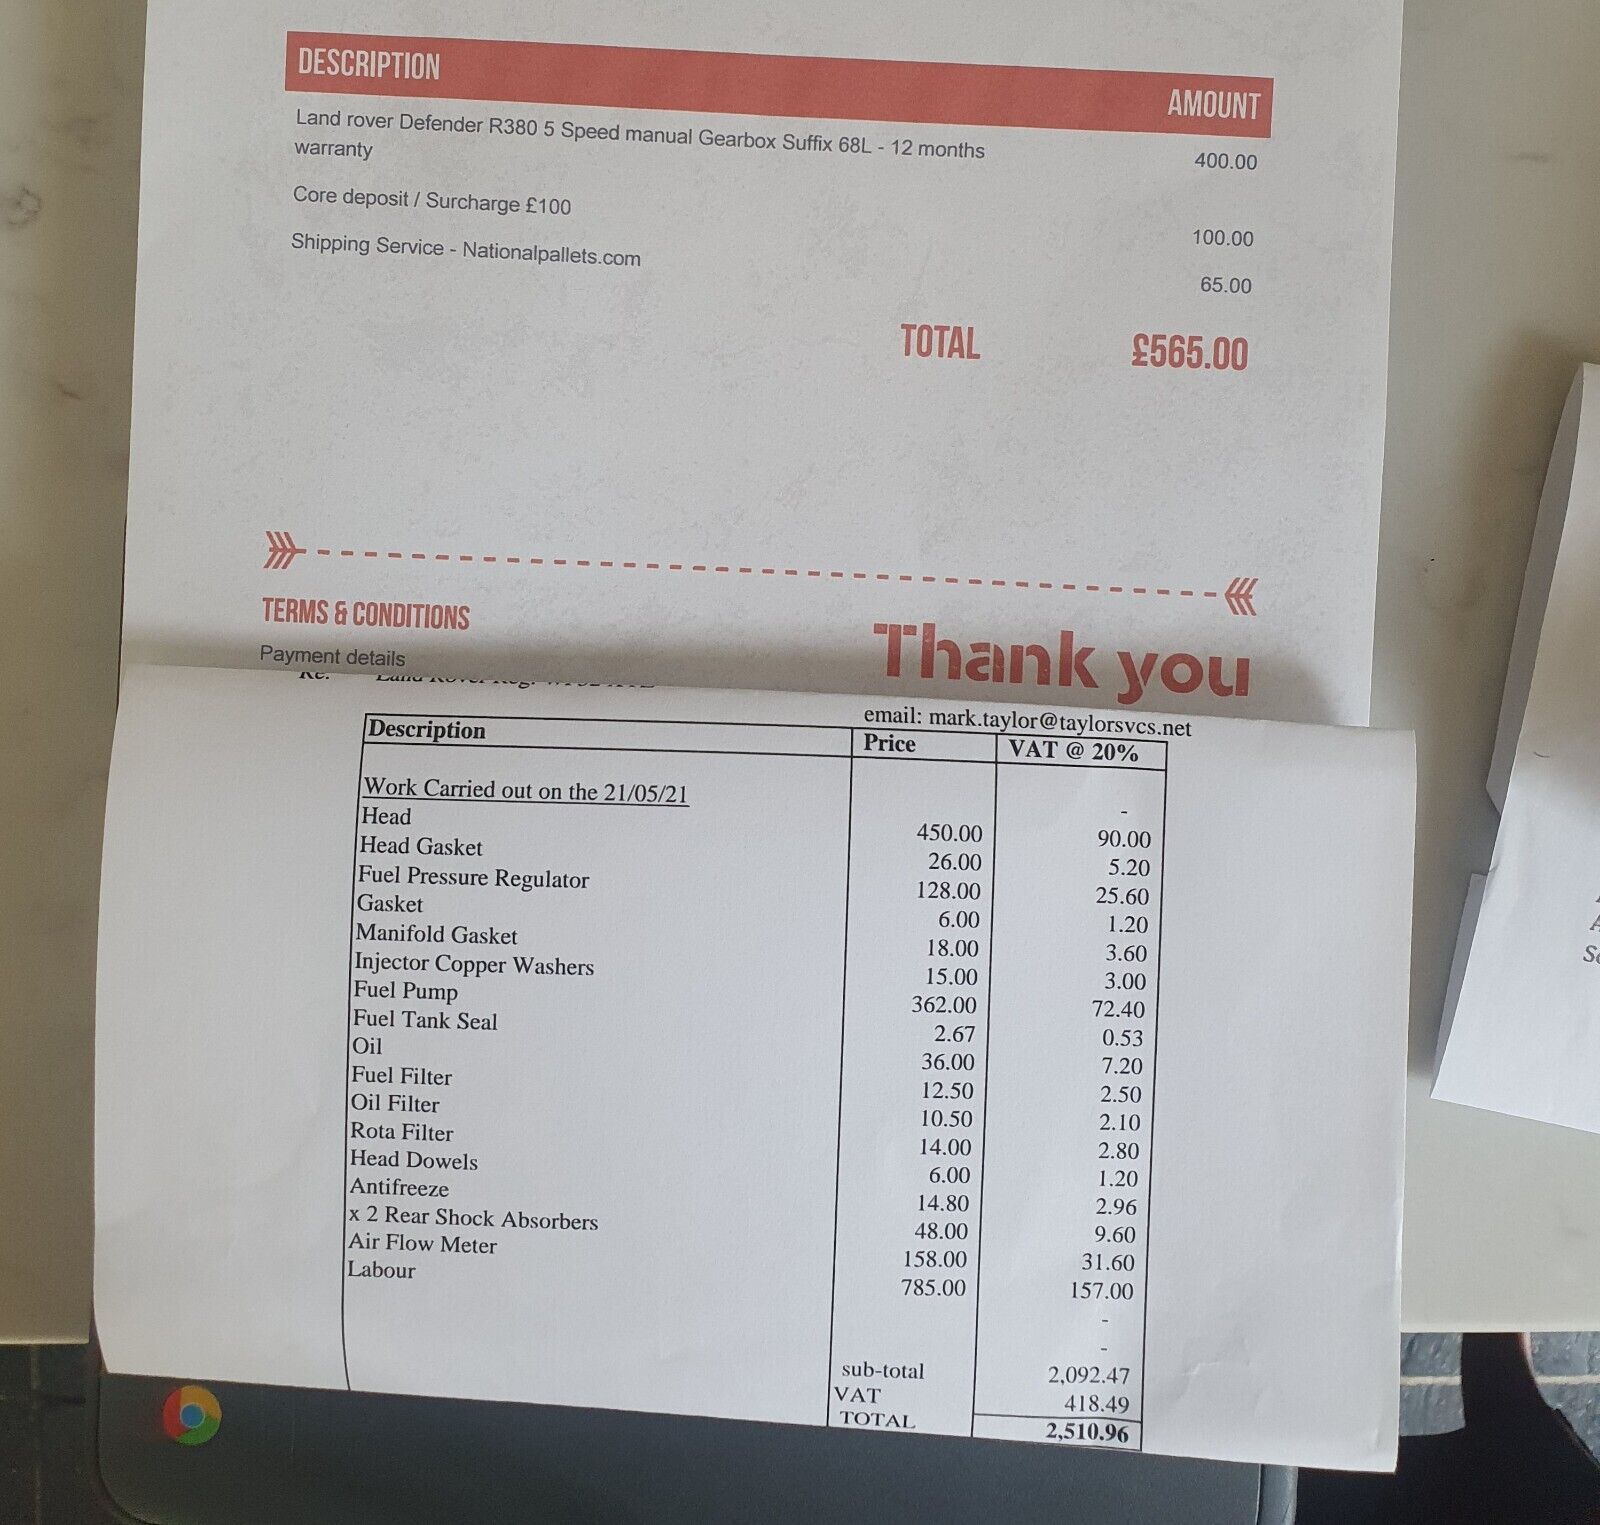 DESCRIPTION AMOUNT
Land rover Defender R380 5 Speed manual Gearbox Suffix 68L - 12 months 400.00
warranty
Core deposit / Surcharge £100 100.00
Shipping Service - Nationalpallets.com 65.00
TOTAL £565.00
TERMS & CONDITIONS
Thank you
Payment details
Re: Land Rover Reg:
email: mark.taylor@taylorsvcs.net
Description Price VAT @ 20%
Work Carried out on the 21/05/21 -
Head 450.00 90.00
Head Gasket 26.00 5.20
Fuel Pressure Regulator 128.00 25.60
Gasket 6.00 1.20
Manifold Gasket 18.00 3.60
Injector Copper Washers 15.00 3.00
Fuel Pump 362.00 72.40
Fuel Tank Seal 2.67 0.53
Oil 36.00 7.20
Fuel Filter 12.50 2.50
Oil Filter 10.50 2.10
Rota Filter 14.00 2.80
Head Dowels 6.00 1.20
Antifreeze 14.80 2.96
x 2 Rear Shock Absorbers 48.00 9.60
Air Flow Meter 158.00 31.60
Labour 785.00 157.00
-
-
sub-total 2,092.47
VAT 418.49
TOTAL 2,510.96